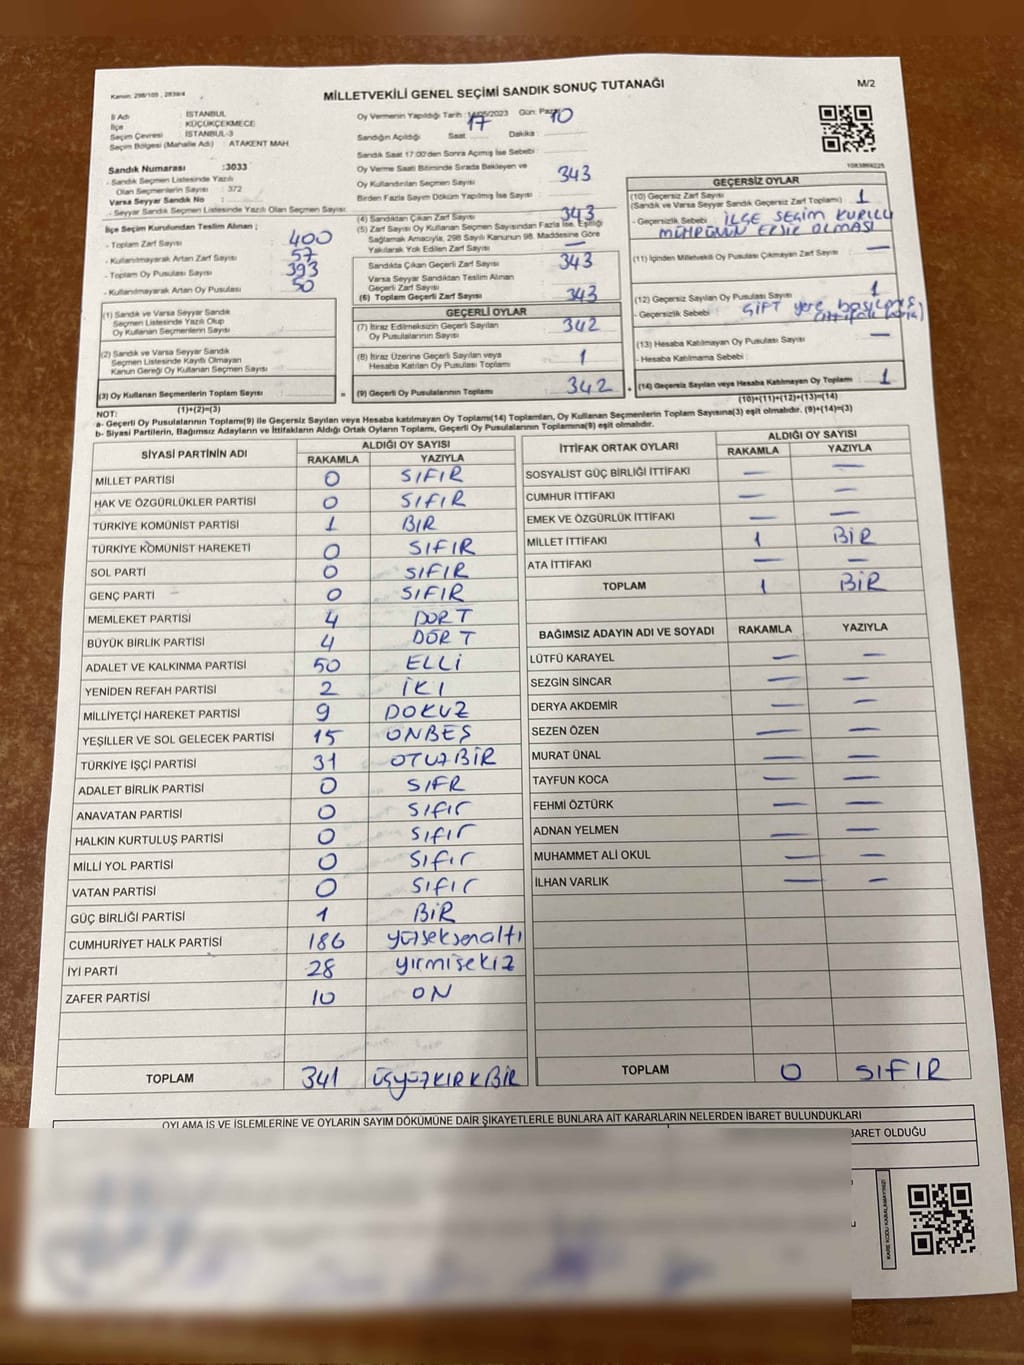 Kanun: 298/105 , 2839/4
MİLLETVEKİLİ GENEL SEÇİMİ SANDIK SONUÇ TUTANAĞI
M/2
İl Adı : İSTANBUL
İlçe : KÜÇÜKÇEKMECE
Seçim Çevresi : İSTANBUL-3
Seçim Bölgesi (Mahalle Adı) : ATAKENT MAH.
Oy Vermenin Yapıldığı Tarih : 14/05/2023 Gün: Pazar
Sandığın Açıldığı Saat 17 Dakika : 10
Sandık Saat 17:00'den Sonra Açımış İse Sebebi :
Sandık Numarası :3033
- Sandık Seçmen Listesinde Yazılı
Olan Seçmenlerin Sayısı : 372
Varsa Seyyar Sandık No :
- Seyyar Sandık Seçmen Listesinde Yazılı Olan Seçmen Sayısı:
Oy Verme Saati Bitiminde Sırada Bekleyen ve
Oy Kullandırılan Seçmen Sayısı 343
Birden Fazla Sayım Döküm Yapılmış İse Sayısı
İlçe Seçim Kurulundan Teslim Alınan ;
- Toplam Zarf Sayısı : 400
- Kullanılmayarak Artan Zarf Sayısı : 57
- Toplam Oy Pusulası Sayısı : 393
- Kullanılmayarak Artan Oy Pusulası : 50
(4) Sandıktan Çıkan Zarf Sayısı 343
(5) Zarf Sayısı Oy Kullanan Seçmen Sayısından Fazla İse, Eşitliği
Sağlamak Amacıyla, 298 Sayılı Kanunun 98. Maddesine Göre
Yakılarak Yok Edilen Zarf Sayısı —
Sandıkta Çıkan Geçerli Zarf Sayısı 343
Varsa Seyyar Sandıktan Teslim Alınan
Geçerli Zarf Sayısı
(6) Toplam Geçerli Zarf Sayısı 343
GEÇERLİ OYLAR
(7) İtiraz Edilmeksizin Geçerli Sayılan
Oy Pusulalarının Sayısı 342
(8) İtiraz Üzerine Geçerli Sayılan veya
Hesaba Katılan Oy Pusulası Toplamı 1
(9) Geçerli Oy Pusulalarının Toplamı 342
1083869225
GEÇERSİZ OYLAR
(10) Geçersiz Zarf Sayısı 1
(Sandık ve Varsa Seyyar Sandık Geçersiz Zarf Toplamı)
- Geçersizlik Sebebi : İLÇE SEÇİM KURULU
MÜHRÜNÜN EKSİK OLMASI
(11) İçinden Milletvekili Oy Pusulası Çıkmayan Zarf Sayısı —
(12) Geçersiz Sayılan Oy Pusulası Sayısı 1
- Geçersizlik Sebebi : ÇİFT yere basılmış
(13) Hesaba Katılmayan Oy Pusulası Sayısı —
- Hesaba Katılmama Sebebi :
(14) Geçersiz Sayılan veya Hesaba Katılmayan Oy Toplamı : 1
(10)+(11)+(12)+(13)=(14)
(1) Sandık ve Varsa Seyyar Sandık
Seçmen Listesinde Yazılı Olup
Oy Kullanan Seçmenlerin Sayısı :
(2) Sandık ve Varsa Seyyar Sandık
Seçmen Listesinde Kayıtlı Olmayan
Kanun Gereği Oy Kullanan Seçmen Sayısı :
(3) Oy Kullanan Seçmenlerin Toplam Sayısı : =
(1)+(2)=(3)
NOT:
a- Geçerli Oy Pusulalarının Toplamı(9) ile Geçersiz Sayılan veya Hesaba katılmayan Oy Toplamı(14) Toplamları, Oy Kullanan Seçmenlerin Toplam Sayısına(3) eşit olmalıdır. (9)+(14)=(3)
b- Siyasi Partilerin, Bağımsız Adayların ve İttifakların Aldığı Ortak Oyların Toplamı, Geçerli Oy Pusulalarının Toplamına(9) eşit olmalıdır.
SİYASİ PARTİNİN ADI ALDIĞI OY SAYISI
RAKAMLA YAZIYLA
MİLLET PARTİSİ 0 SIFIR
HAK VE ÖZGÜRLÜKLER PARTİSİ 0 SIFIR
TÜRKİYE KOMÜNİST PARTİSİ 1 BİR
TÜRKİYE KOMÜNİST HAREKETİ 0 SIFIR
SOL PARTİ 0 SIFIR
GENÇ PARTİ 0 SIFIR
MEMLEKET PARTİSİ 4 DÖRT
BÜYÜK BİRLİK PARTİSİ 4 DÖRT
ADALET VE KALKINMA PARTİSİ 50 ELLİ
YENİDEN REFAH PARTİSİ 2 İKİ
MİLLİYETÇİ HAREKET PARTİSİ 9 DOKUZ
YEŞİLLER VE SOL GELECEK PARTİSİ 15 ONBEŞ
TÜRKİYE İŞÇİ PARTİSİ 31 OTUZBİR
ADALET BİRLİK PARTİSİ 0 SIFR
ANAVATAN PARTİSİ 0 sıfır
HALKIN KURTULUŞ PARTİSİ 0 sıfır
MİLLİ YOL PARTİSİ 0 sıfır
VATAN PARTİSİ 0 sıfır
GÜÇ BİRLİĞİ PARTİSİ 1 BİR
CUMHURİYET HALK PARTİSİ 186 yüzseksenaltı
İYİ PARTİ 28 yirmisekiz
ZAFER PARTİSİ 10 ON
TOPLAM 341 üçyüzKIRKBİR
İTTİFAK ORTAK OYLARI ALDIĞI OY SAYISI
RAKAMLA YAZIYLA
SOSYALİST GÜÇ BİRLİĞİ İTTİFAKI — —
CUMHUR İTTİFAKI — —
EMEK VE ÖZGÜRLÜK İTTİFAKI — —
MİLLET İTTİFAKI 1 BİR
ATA İTTİFAKI — —
TOPLAM 1 BİR
BAĞIMSIZ ADAYIN ADI VE SOYADI RAKAMLA YAZIYLA
LÜTFÜ KARAYEL — —
SEZGİN SİNCAR — —
DERYA AKDEMİR — —
SEZEN ÖZEN — —
MURAT ÜNAL — —
TAYFUN KOCA — —
FEHMİ ÖZTÜRK — —
ADNAN YELMEN — —
MUHAMMET ALİ OKUL — —
İLHAN VARLIK — —
TOPLAM 0 SIFIR
OYLAMA İŞ VE İŞLEMLERİNE VE OYLARIN SAYIM DÖKÜMÜNE DAİR ŞİKAYETLERLE BUNLARA AİT KARARLARIN NELERDEN İBARET BULUNDUKLARI
BARET OLDUĞU
KARE KODU KARALAMAYINIZ!